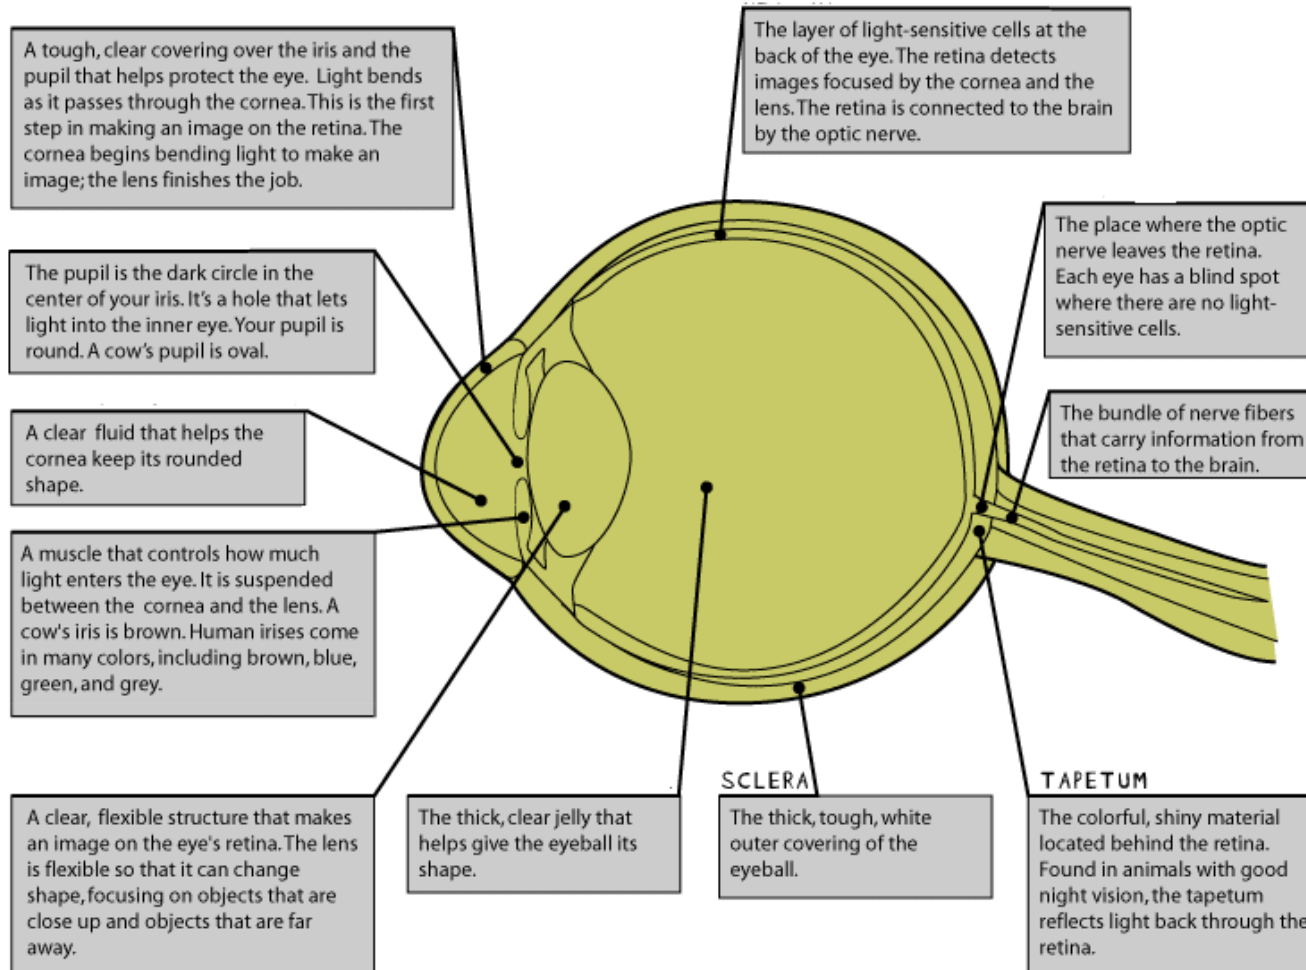 A tough, clear covering over the iris and the
pupil that helps protect the eye. Light bends
as it passes through the cornea. This is the first
step in making an image on the retina. The
cornea begins bending light to make an
image; the lens finishes the job.
The layer of light-sensitive cells at the
back of the eye. The retina detects
images focused by the cornea and the
lens. The retina is connected to the brain
by the optic nerve.
The place where the optic
nerve leaves the retina.
Each eye has a blind spot
where there are no light-
sensitive cells.
The pupil is the dark circle in the
center of your iris. It's a hole that lets
light into the inner eye. Your pupil is
round. A cow's pupil is oval.
The bundle of nerve fibers
that carry information from
the retina to the brain.
A clear fluid that helps the
cornea keep its rounded
shape.
A muscle that controls how much
light enters the eye. It is suspended
between the cornea and the lens. A
cow's iris is brown. Human irises come
in many colors, including brown, blue,
green, and grey.
A clear, flexible structure that makes
an image on the eye's retina. The lens
is flexible so that it can change
shape, focusing on objects that are
close up and objects that are far
away.
The thick, clear jelly that
helps give the eyeball its
shape.
SCLERA
The thick, tough, white
outer covering of the
eyeball.
TAPETUM
The colorful, shiny material
located behind the retina.
Found in animals with good
night vision, the tapetum
reflects light back through the
retina.